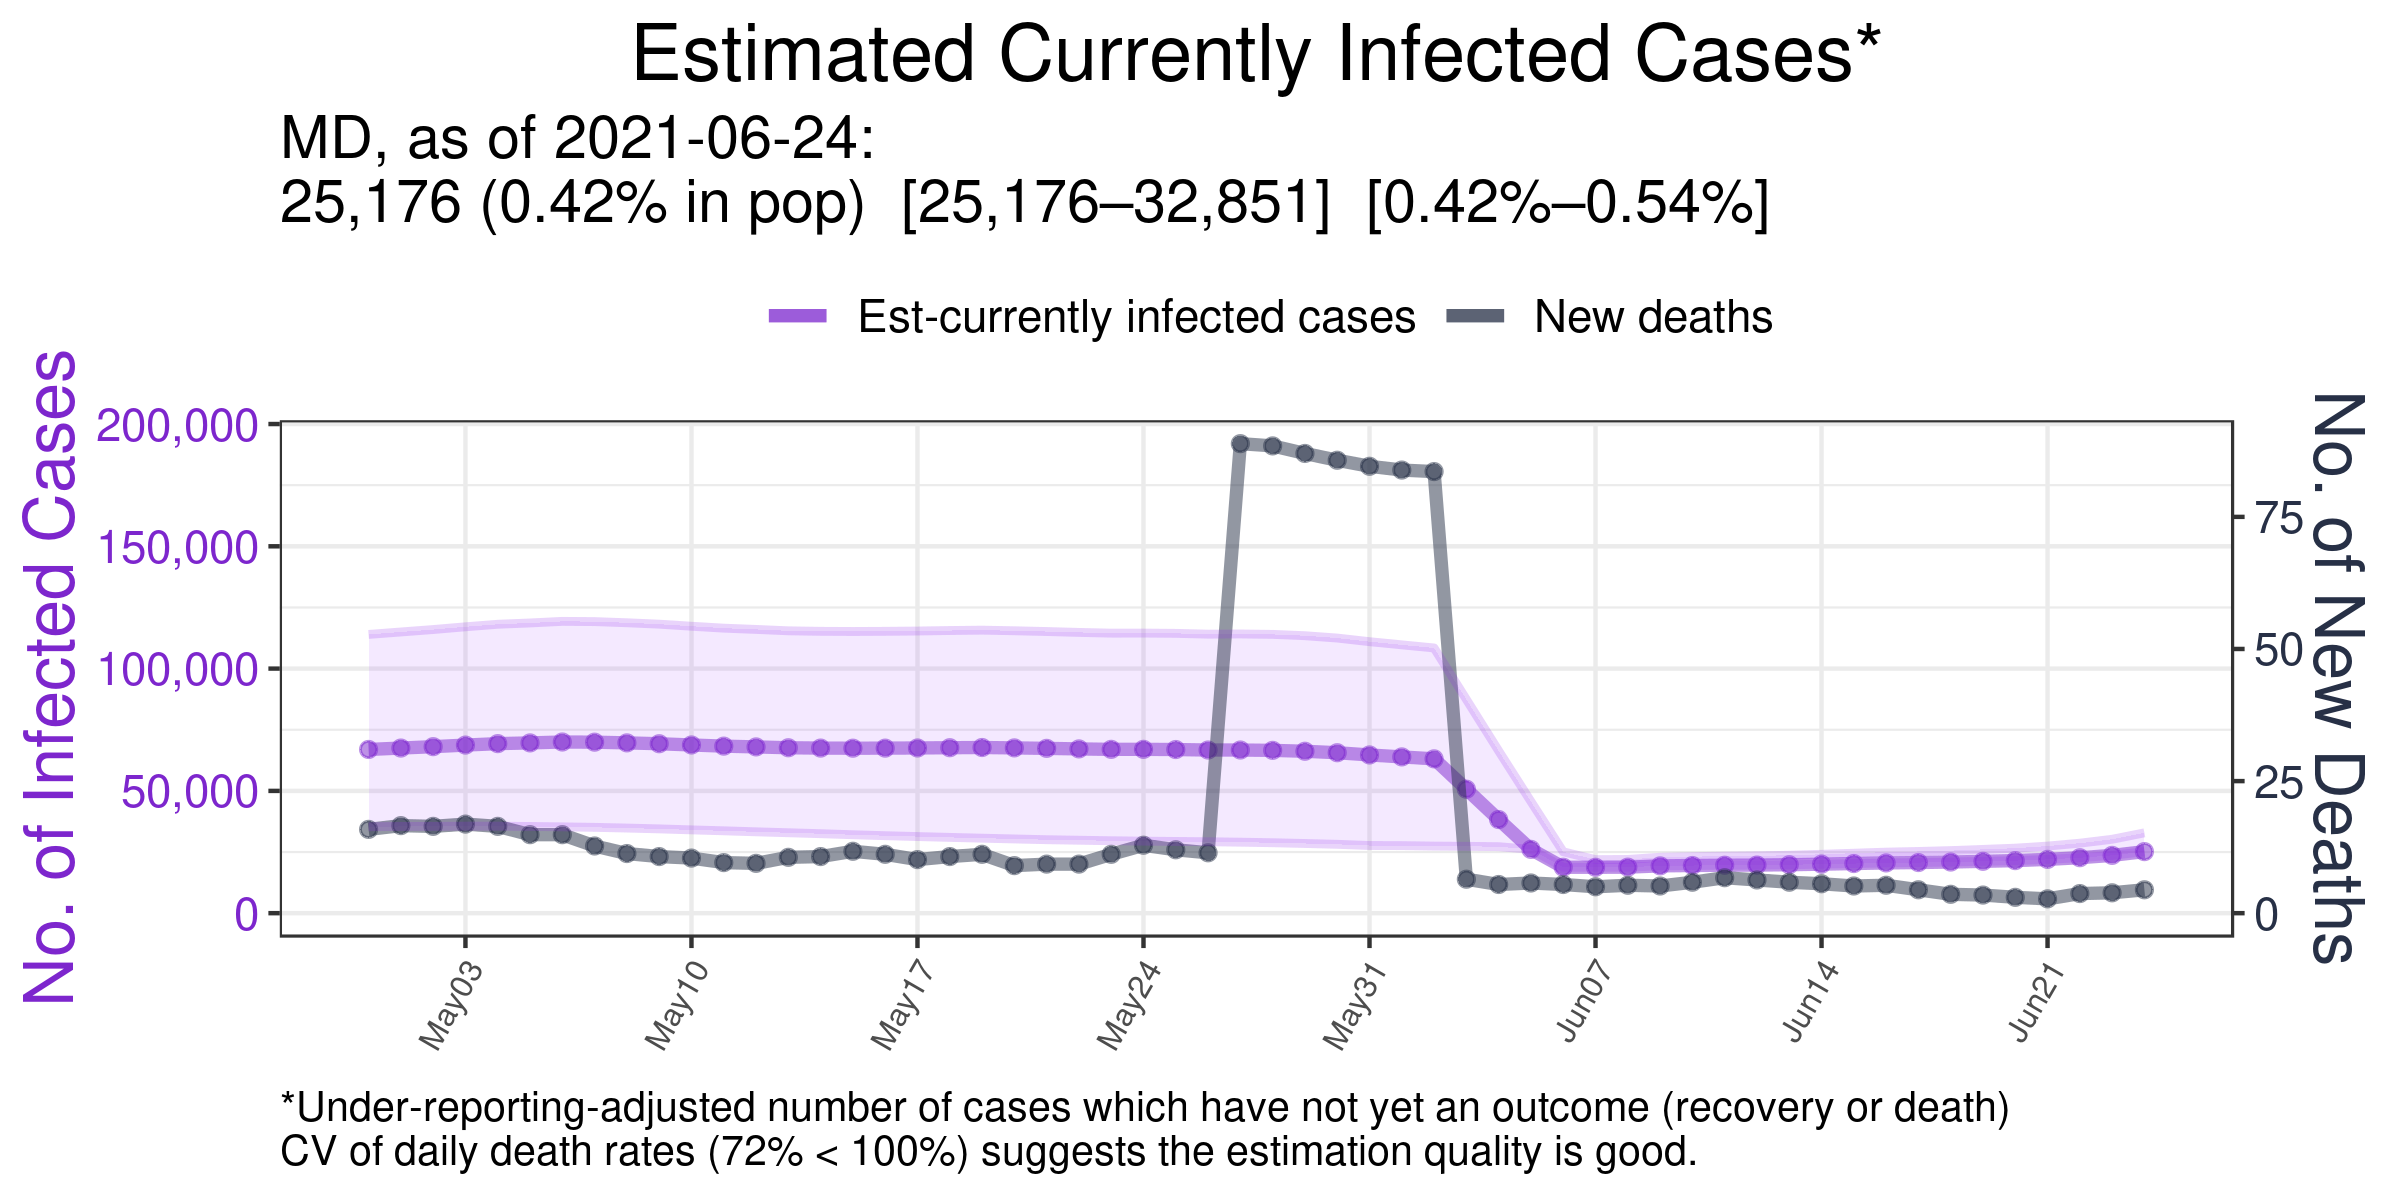 Estimated Currently Infected Cases*
MD, as of 2021-06-24:
25,176 (0.42% in pop)  [25,176–32,851]  [0.42%–0.54%]
Est-currently infected cases
New deaths
No. of Infected Cases
200,000
150,000
100,000
50,000
0
No. of New Deaths
75
50
25
0
May03
May10
May17
May24
May31
Jun07
Jun14
Jun21
*Under-reporting-adjusted number of cases which have not yet an outcome (recovery or death)
CV of daily death rates (72% < 100%) suggests the estimation quality is good.